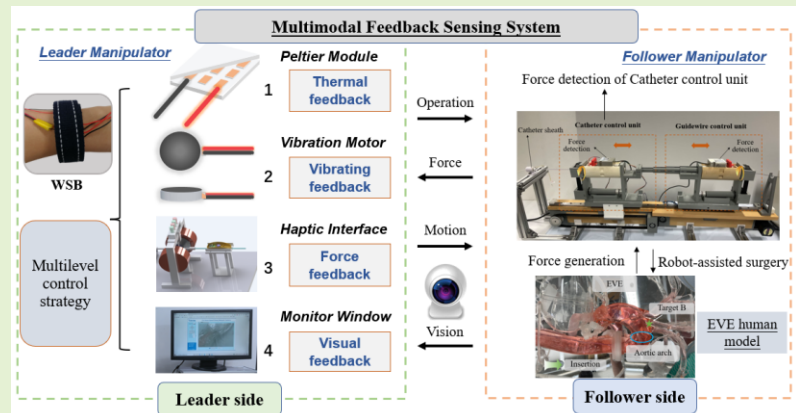 Multimodal Feedback Sensing System
Leader Manipulator
WSB
Multilevel
control
strategy
Peltier Module
1
Thermal
feedback
Vibration Motor
2
Vibrating
feedback
Haptic Interface
3
Force
feedback
Monitor Window
4
Visual
feedback
Leader side
Operation
Force
Motion
Vision
Follower Manipulator
Force detection of Catheter control unit
Catheter sheath
Catheter control unit
Guidewire control unit
Force
detection
Force
detection
Force generation
Robot-assisted surgery
EVE
Target B
Aortic arch
Insertion
EVE human
model
Follower side